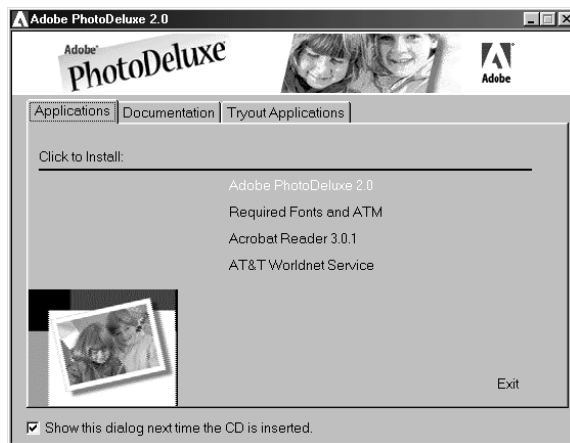 Adobe PhotoDeluxe 2.0
Adobe
PhotoDeluxe
Adobe
Applications
Documentation
Tryout Applications
Click to Install:
Adobe PhotoDeluxe 2.0
Required Fonts and ATM
Acrobat Reader 3.0.1
AT&T Worldnet Service
Exit
Show this dialog next time the CD is inserted.